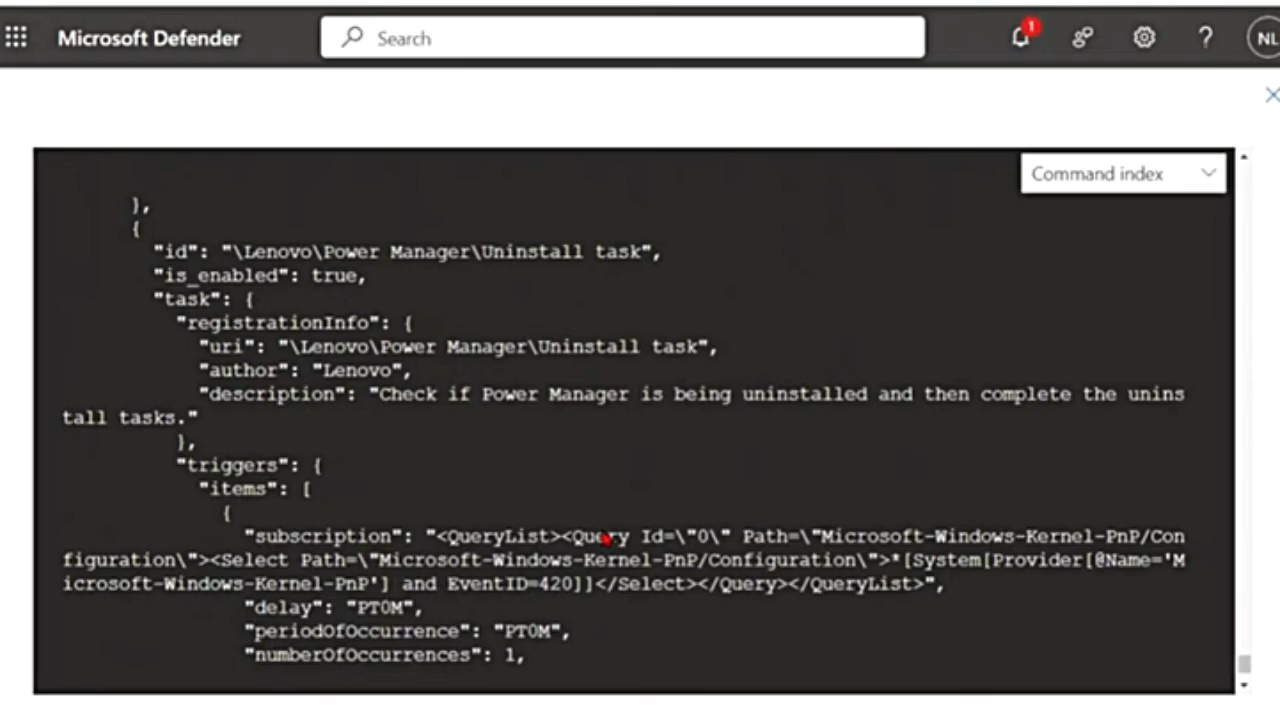 Microsoft Defender
Search
1
NL
Command index
},
{
"id": "\Lenovo\Power Manager\Uninstall task",
"is_enabled": true,
"task": {
"registrationInfo": {
"uri": "\Lenovo\Power Manager\Uninstall task",
"author": "Lenovo",
"description": "Check if Power Manager is being uninstalled and then complete the unins
tall tasks."
},
"triggers": {
"items": [
{
"subscription": "<QueryList><Query Id=\"0\" Path=\"Microsoft-Windows-Kernel-PnP/Con
figuration\"><Select Path=\"Microsoft-Windows-Kernel-PnP/Configuration\">*[System[Provider[@Name='M
icrosoft-Windows-Kernel-PnP'] and EventID=420]]</Select></Query></QueryList>",
"delay": "PT0M",
"periodOfOccurrence": "PT0M",
"numberOfOccurrences": 1,